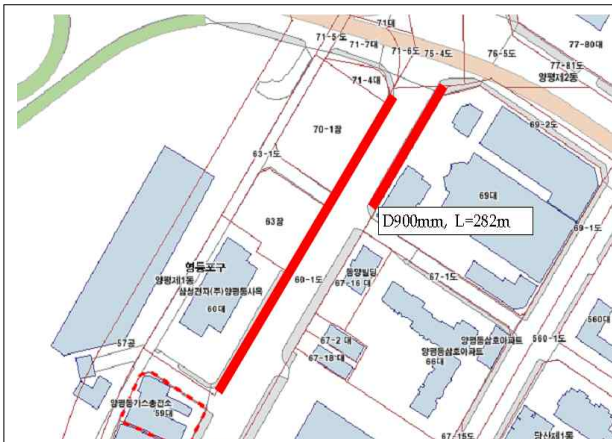 71대
71-5도
71-7대
71-6도
75-4도
76-5도
77-80대
77-81도
양평제2동
71-4대
70-1장
69-2도
63-1도
69대
63장
D900mm, L=282m
69-1도
영등포구
양평제1동
삼성전자(주)양평동사옥
60대
60-1도
동양빌딩
67-16 대
67-1도
57공
67-2 대
67-18 대
양평동삼호아파트
양평동삼호아파트
66대
560-1도
560대
양평동가스충전소
59대
67-15도
당산제1동